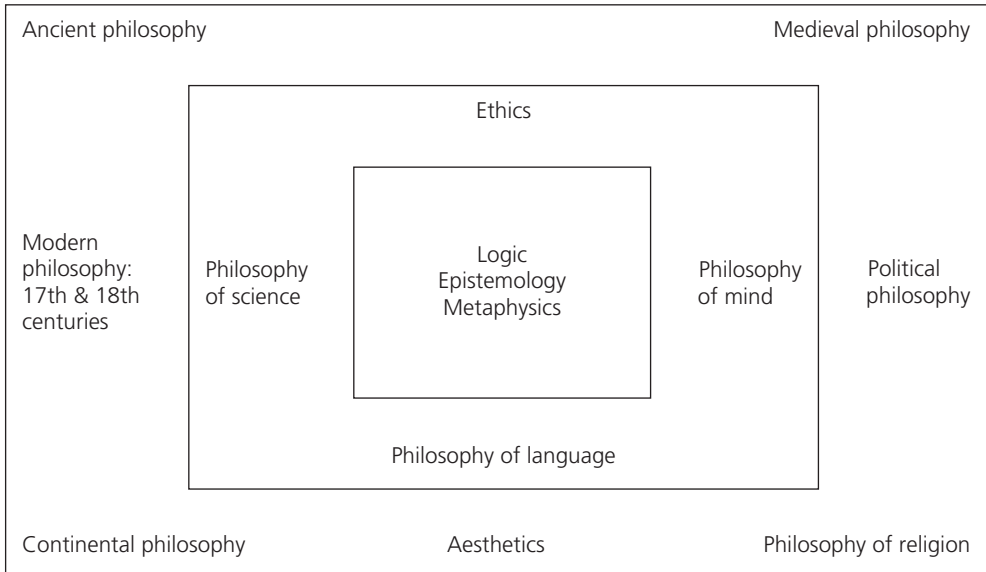 Ancient philosophy
Medieval philosophy
Ethics
Modern
philosophy:
17th & 18th
centuries
Philosophy
of science
Logic
Epistemology
Metaphysics
Philosophy
of mind
Political
philosophy
Philosophy of language
Continental philosophy
Aesthetics
Philosophy of religion